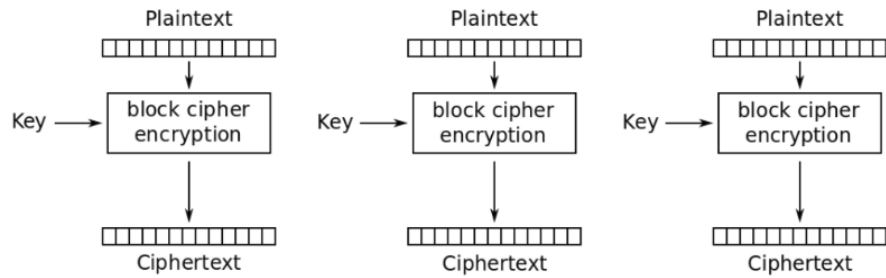 Plaintext Plaintext Plaintext
Key block cipher encryption Key block cipher encryption Key block cipher encryption
Ciphertext Ciphertext Ciphertext